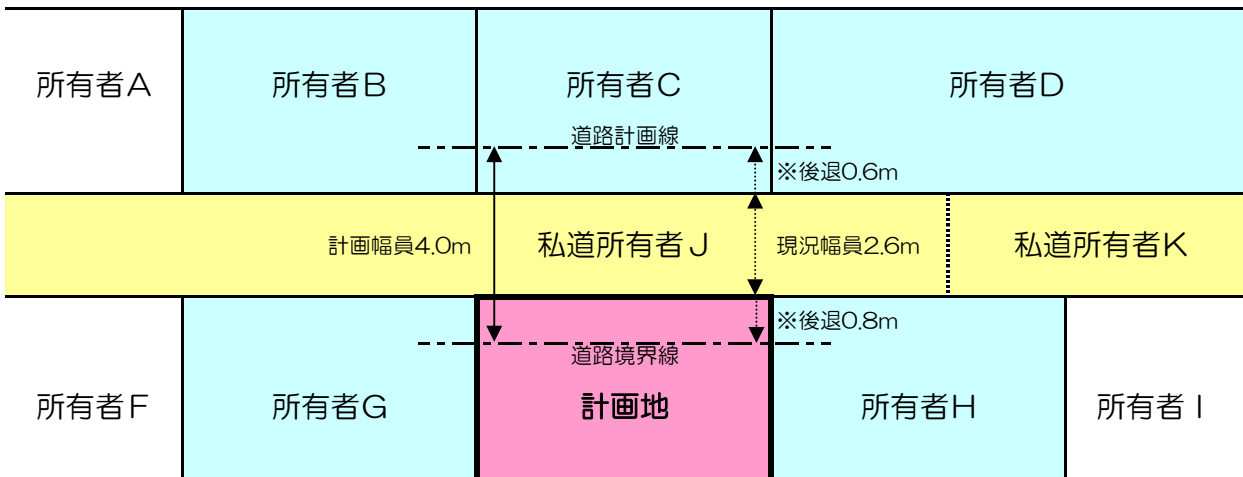 所有者A
所有者B
所有者C
所有者D
道路計画線
※後退0.6m
計画幅員4.0m
私道所有者J
現況幅員2.6m
私道所有者K
※後退0.8m
道路境界線
所有者F
所有者G
計画地
所有者H
所有者I